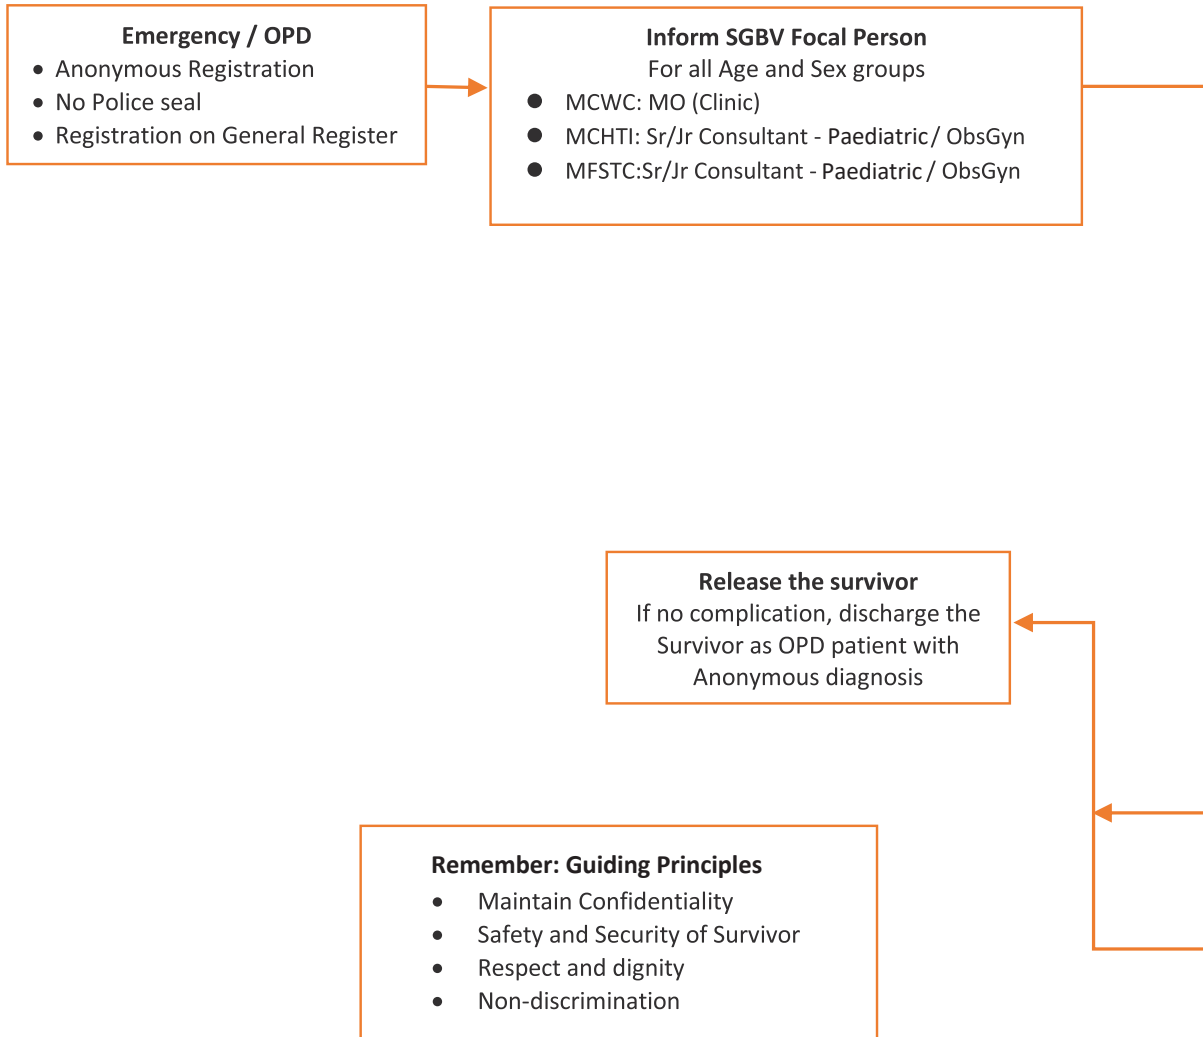 Emergency / OPD
• Anonymous Registration
• No Police seal
• Registration on General Register
Inform SGBV Focal Person
For all Age and Sex groups
● MCWC: MO (Clinic)
● MCHTI: Sr/Jr Consultant - Paediatric / ObsGyn
● MFSTC:Sr/Jr Consultant - Paediatric / ObsGyn
Release the survivor
If no complication, discharge the
Survivor as OPD patient with
Anonymous diagnosis
Remember: Guiding Principles
• Maintain Confidentiality
• Safety and Security of Survivor
• Respect and dignity
• Non-discrimination